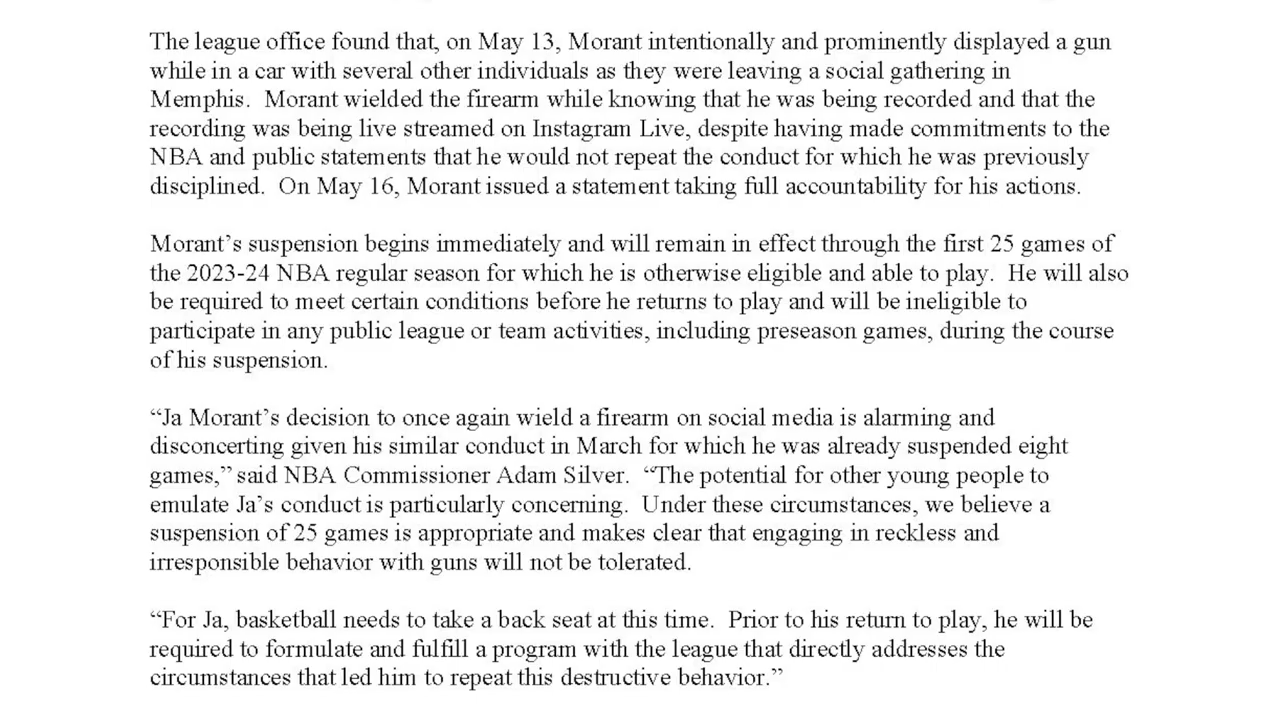 The league office found that, on May 13, Morant intentionally and prominently displayed a gun
while in a car with several other individuals as they were leaving a social gathering in
Memphis.  Morant wielded the firearm while knowing that he was being recorded and that the
recording was being live streamed on Instagram Live, despite having made commitments to the
NBA and public statements that he would not repeat the conduct for which he was previously
disciplined.  On May 16, Morant issued a statement taking full accountability for his actions.

Morant’s suspension begins immediately and will remain in effect through the first 25 games of
the 2023-24 NBA regular season for which he is otherwise eligible and able to play.  He will also
be required to meet certain conditions before he returns to play and will be ineligible to
participate in any public league or team activities, including preseason games, during the course
of his suspension.

“Ja Morant’s decision to once again wield a firearm on social media is alarming and
disconcerting given his similar conduct in March for which he was already suspended eight
games,” said NBA Commissioner Adam Silver.  “The potential for other young people to
emulate Ja’s conduct is particularly concerning.  Under these circumstances, we believe a
suspension of 25 games is appropriate and makes clear that engaging in reckless and
irresponsible behavior with guns will not be tolerated.

“For Ja, basketball needs to take a back seat at this time.  Prior to his return to play, he will be
required to formulate and fulfill a program with the league that directly addresses the
circumstances that led him to repeat this destructive behavior.”